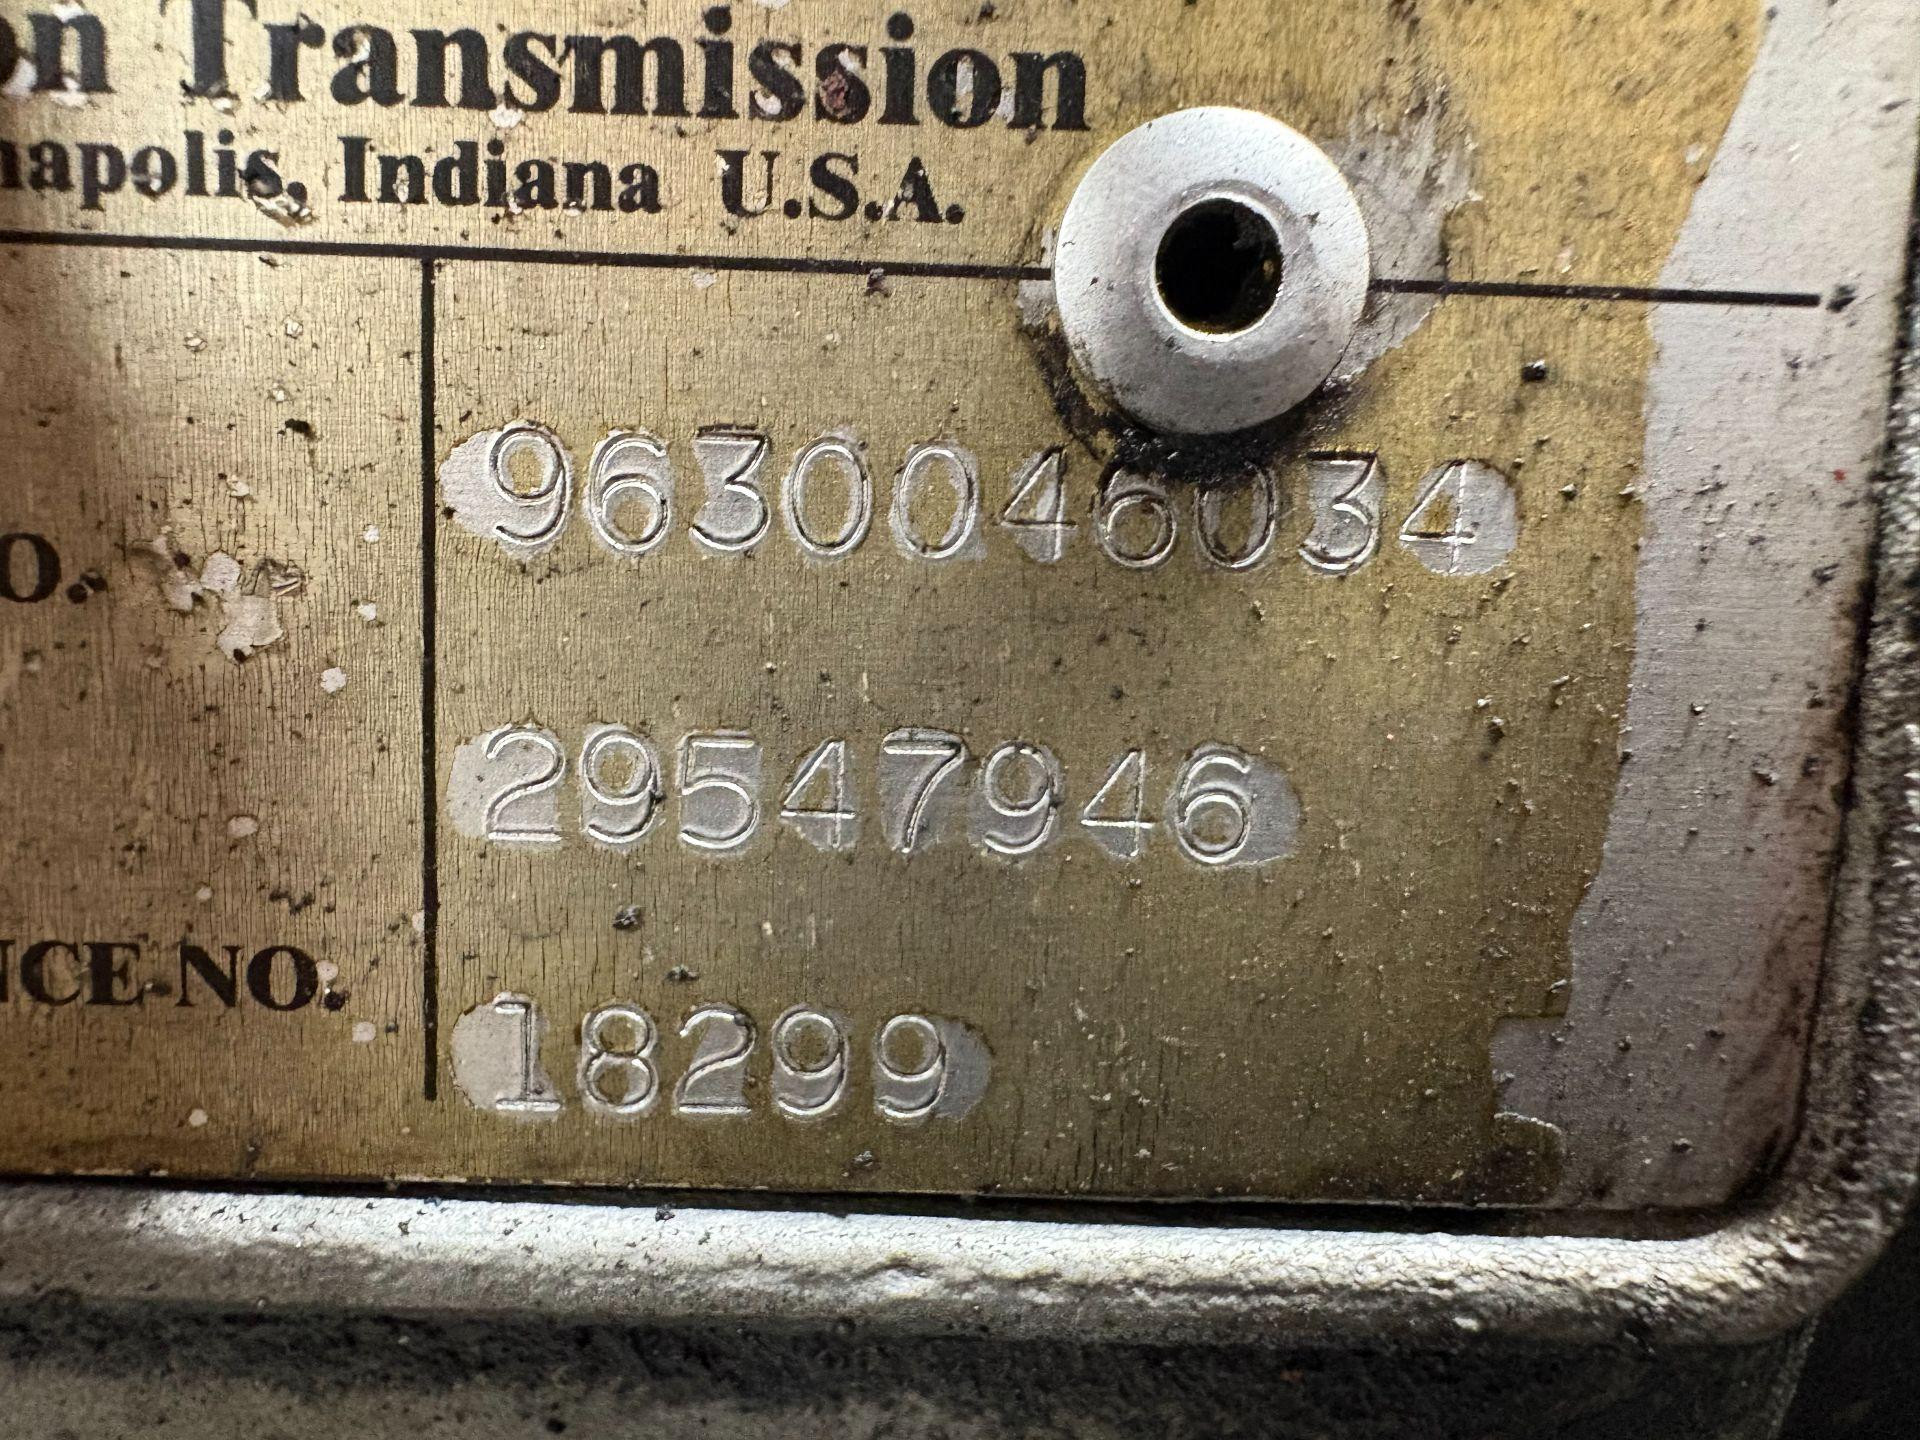 on Transmission
napolis, Indiana U.S.A.
9630046034
O.
29547946
NCE NO.
18299